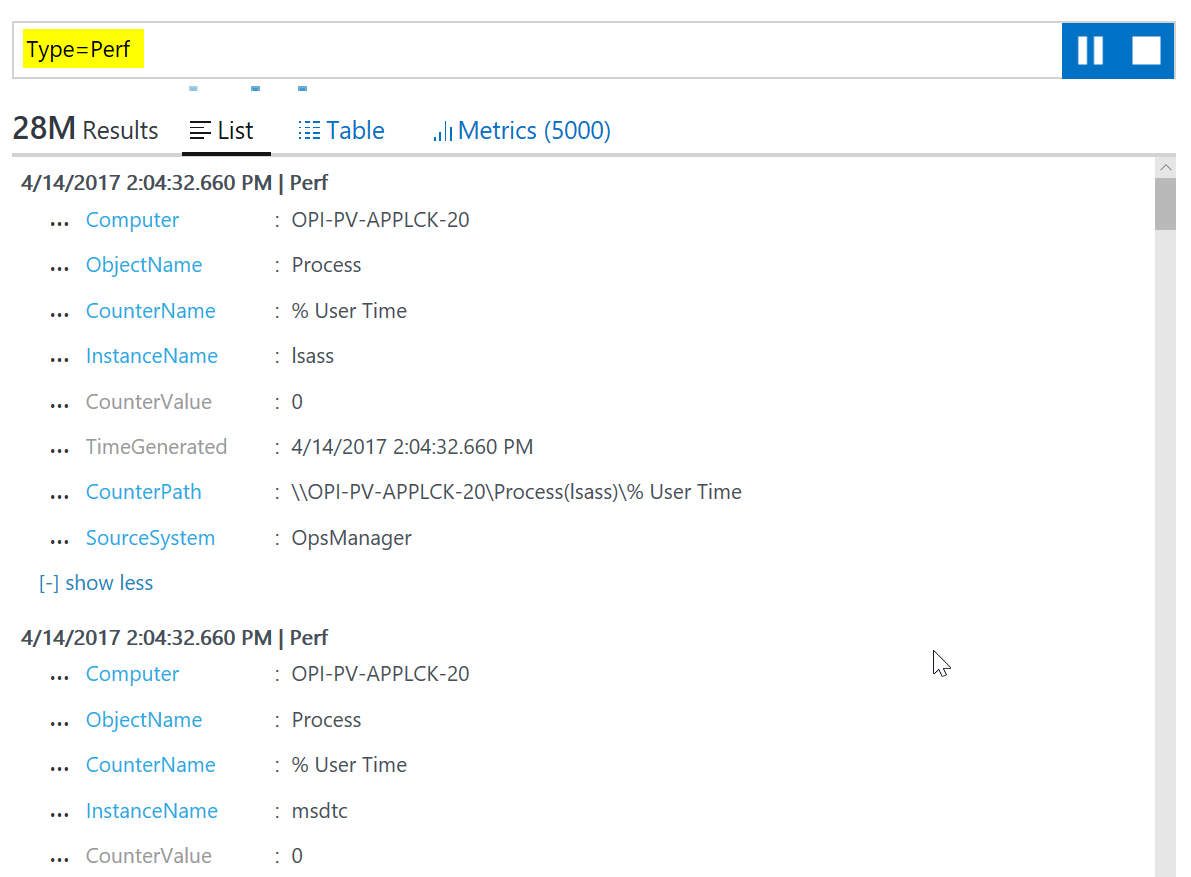 Type=Perf
28M Results List Table Metrics (5000)
4/14/2017 2:04:32.660 PM | Perf
... Computer : OPI-PV-APPLCK-20
... ObjectName : Process
... CounterName : % User Time
... InstanceName : lsass
... CounterValue : 0
... TimeGenerated : 4/14/2017 2:04:32.660 PM
... CounterPath : \\OPI-PV-APPLCK-20\Process(lsass)\% User Time
... SourceSystem : OpsManager
[-] show less
4/14/2017 2:04:32.660 PM | Perf
... Computer : OPI-PV-APPLCK-20
... ObjectName : Process
... CounterName : % User Time
... InstanceName : msdtc
... CounterValue : 0